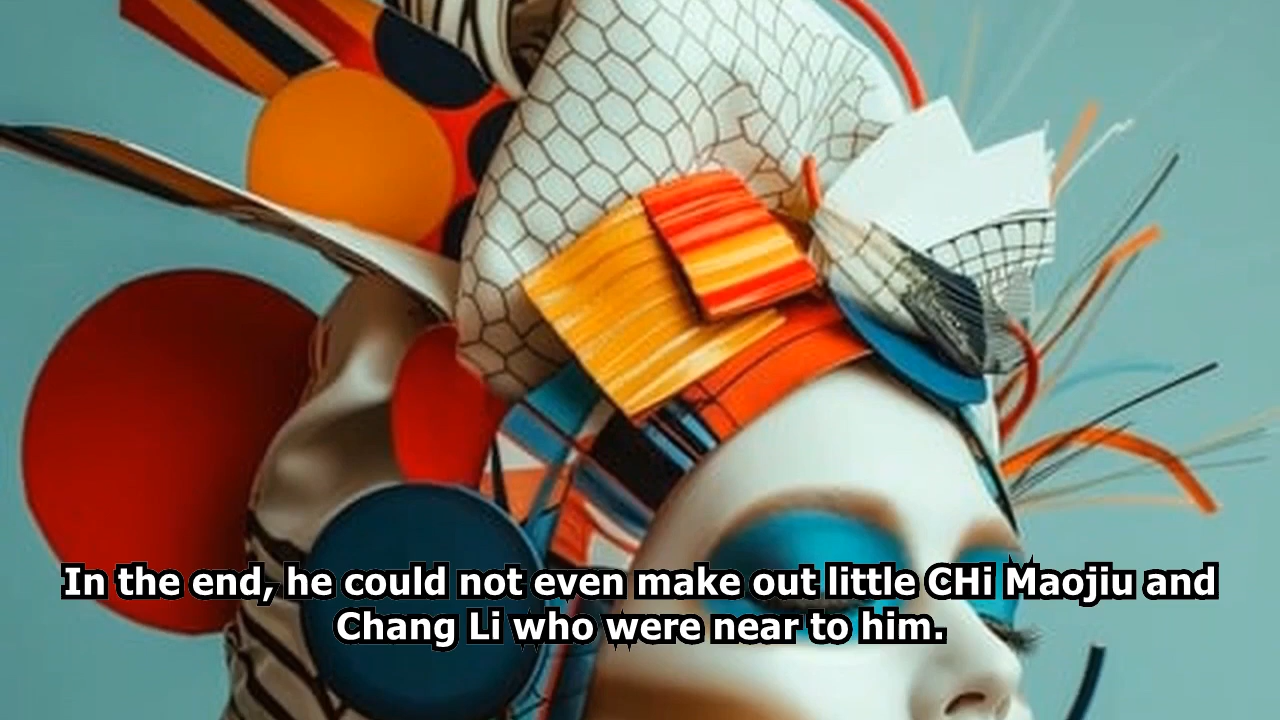 In the end, he could not even make out little CHi Maojiu and
Chang Li who were near to him.